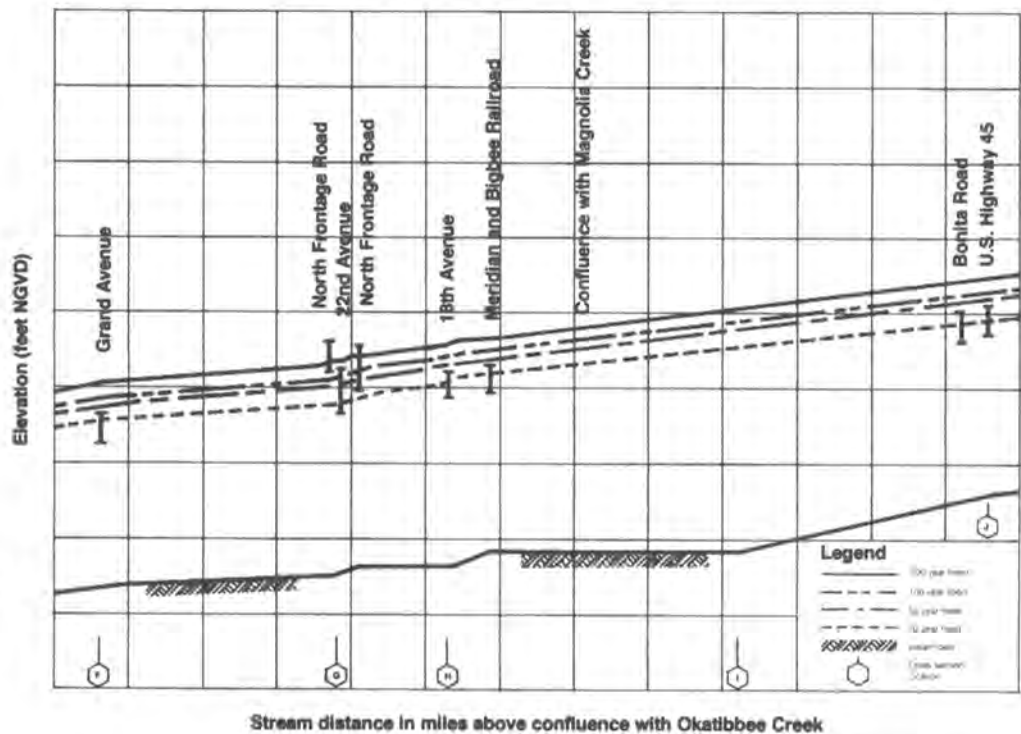 Elevation (feet NGVD)
Grand Avenue
North Frontage Road
22nd Avenue
North Frontage Road
18th Avenue
Meridian and Bigbee Railroad
Confluence with Magnolia Creek
Bonita Road
U.S. Highway 45
J
Legend
F
G
H
I
Stream distance in miles above confluence with Okatibbee Creek